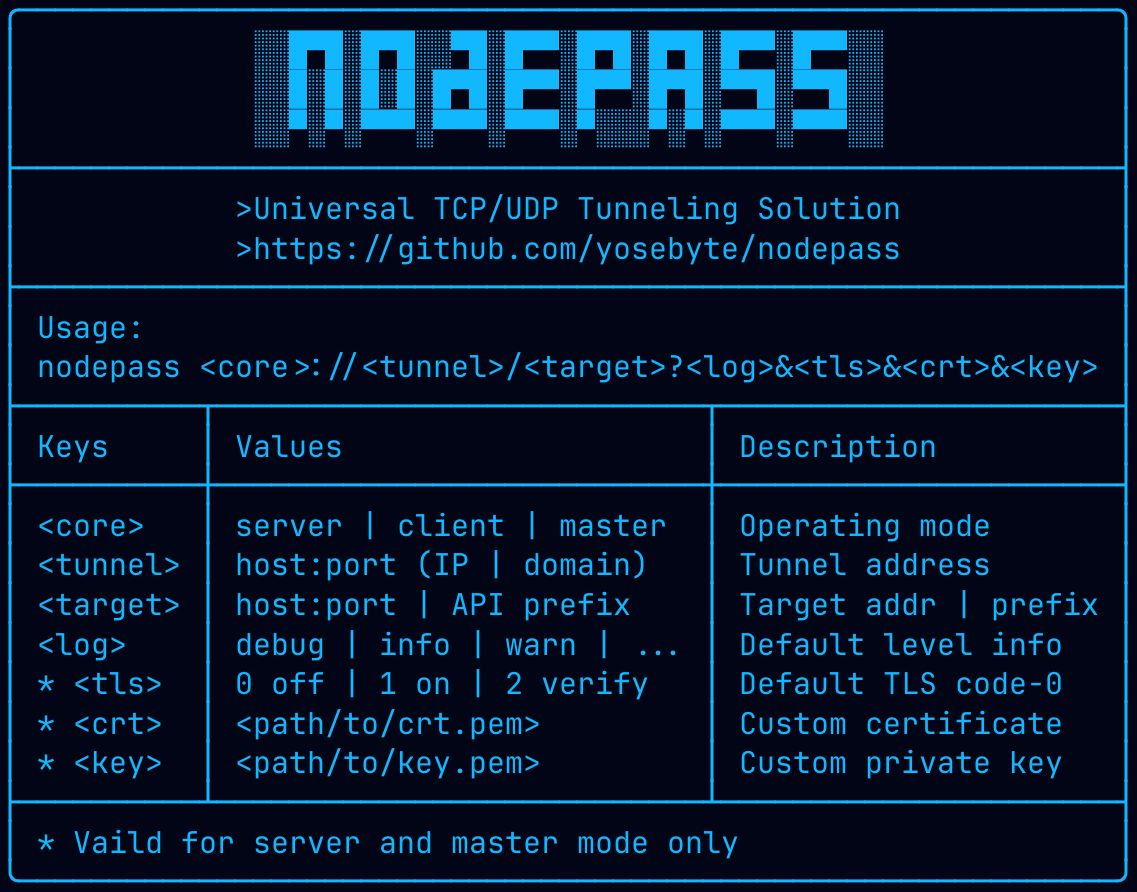 NODEPASS
>Universal TCP/UDP Tunneling Solution
>https://github.com/yosebyte/nodepass
Usage:
nodepass <core>://<tunnel>/<target>?<log>&<tls>&<crt>&<key>
Keys | Values | Description
<core> | server | client | master | Operating mode
<tunnel> | host:port (IP | domain) | Tunnel address
<target> | host:port | API prefix | Target addr | prefix
<log> | debug | info | warn | ... | Default level info
* <tls> | 0 off | 1 on | 2 verify | Default TLS code-0
* <crt> | <path/to/crt.pem> | Custom certificate
* <key> | <path/to/key.pem> | Custom private key
* Vaild for server and master mode only